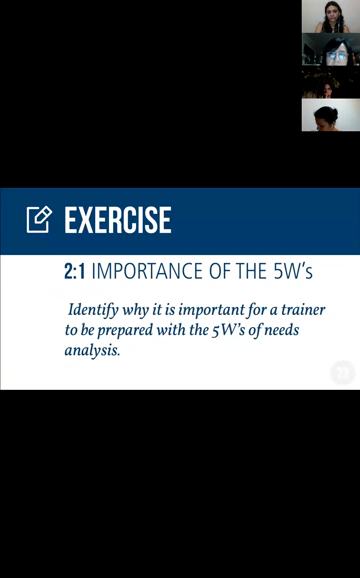 EXERCISE
2:1 IMPORTANCE OF THE 5W's
Identify why it is important for a trainer
to be prepared with the 5W's of needs
analysis.